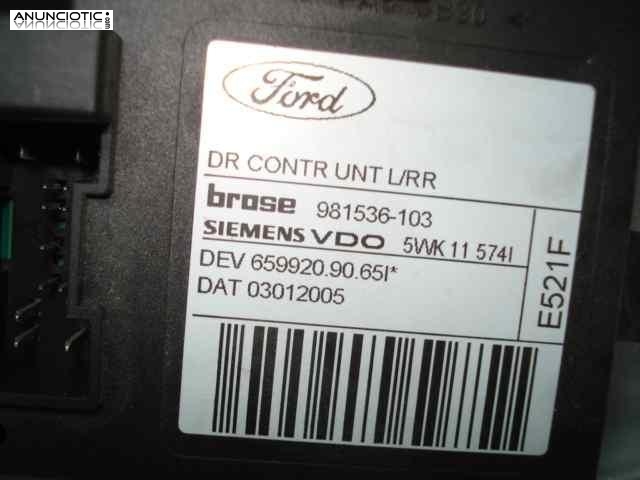 ANUNCIOTIC
Ford
DR CONTR UNT L/RR
brose 981536-103
SIEMENS VDO 5WK 11 574I
DEV 659920.90.65I*
DAT 03012005
E521F